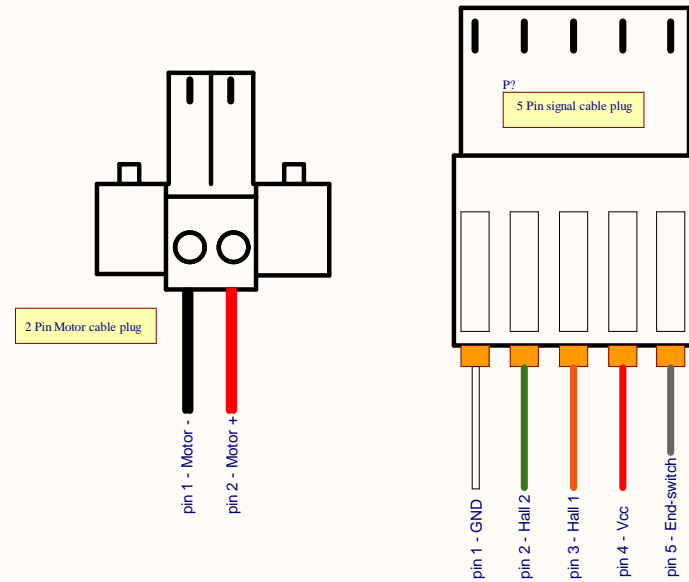 P?
5 Pin signal cable plug
2 Pin Motor cable plug
pin 1 - Motor -
pin 2 - Motor +
pin 1 - GND
pin 2 - Hall 2
pin 3 - Hall 1
pin 4 - Vcc
pin 5 - End-switch